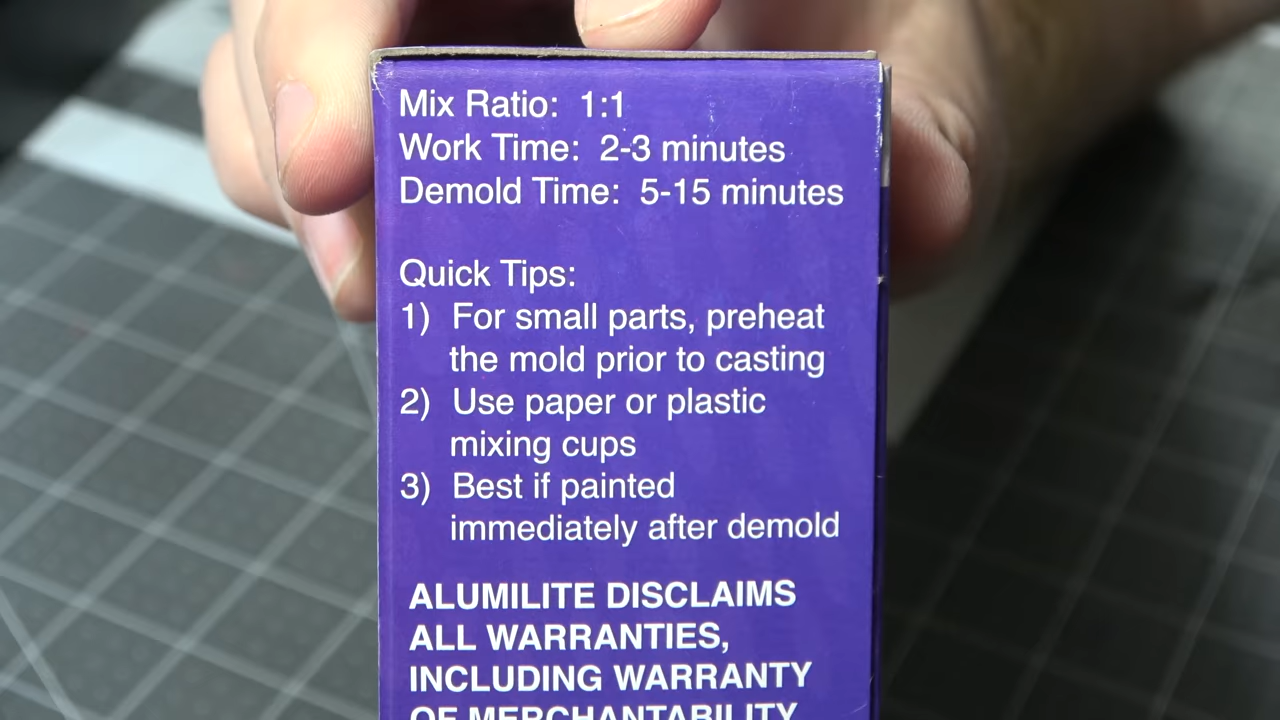 Mix Ratio: 1:1
Work Time: 2-3 minutes
Demold Time: 5-15 minutes
Quick Tips:
1) For small parts, preheat
the mold prior to casting
2) Use paper or plastic
mixing cups
3) Best if painted
immediately after demold
ALUMILITE DISCLAIMS
ALL WARRANTIES,
INCLUDING WARRANTY
OF MERCHANTABILITY